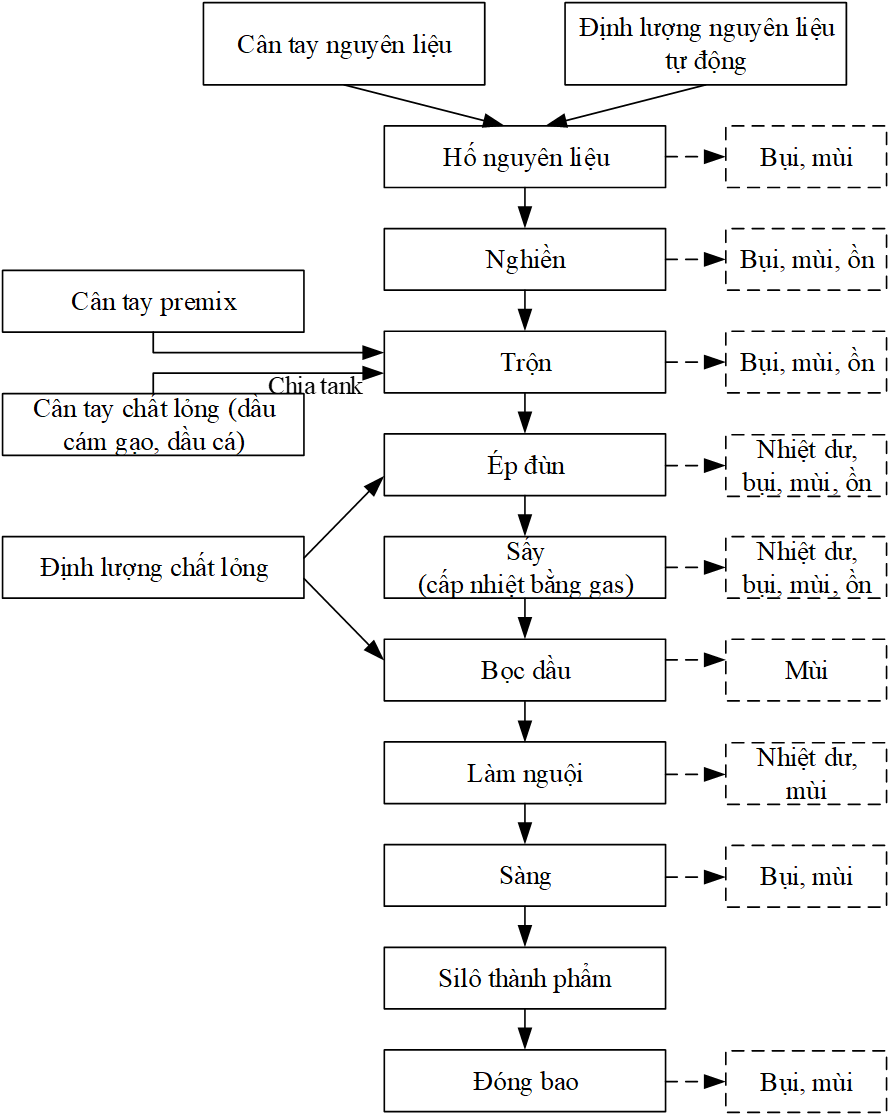 Cân tay nguyên liệu
Định lượng nguyên liệu
tự động
Hố nguyên liệu
Bụi, mùi
Nghiền
Bụi, mùi, ồn
Cân tay premix
Trộn
Bụi, mùi, ồn
Chia tank
Cân tay chất lỏng (dầu
cám gạo, dầu cá)
Ép đùn
Nhiệt dư,
bụi, mùi, ồn
Định lượng chất lỏng
Sấy
(cấp nhiệt bằng gas)
Nhiệt dư,
bụi, mùi, ồn
Bọc dầu
Mùi
Làm nguội
Nhiệt dư,
mùi
Sàng
Bụi, mùi
Silô thành phẩm
Đóng bao
Bụi, mùi